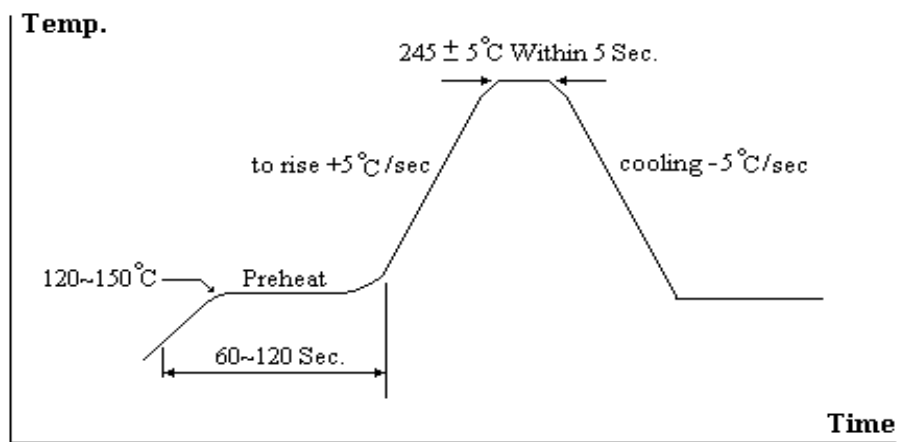 Temp.
245 ± 5°C Within 5 Sec.
to rise +5°C/sec
cooling -5°C/sec
120~150°C
Preheat
60~120 Sec.
Time